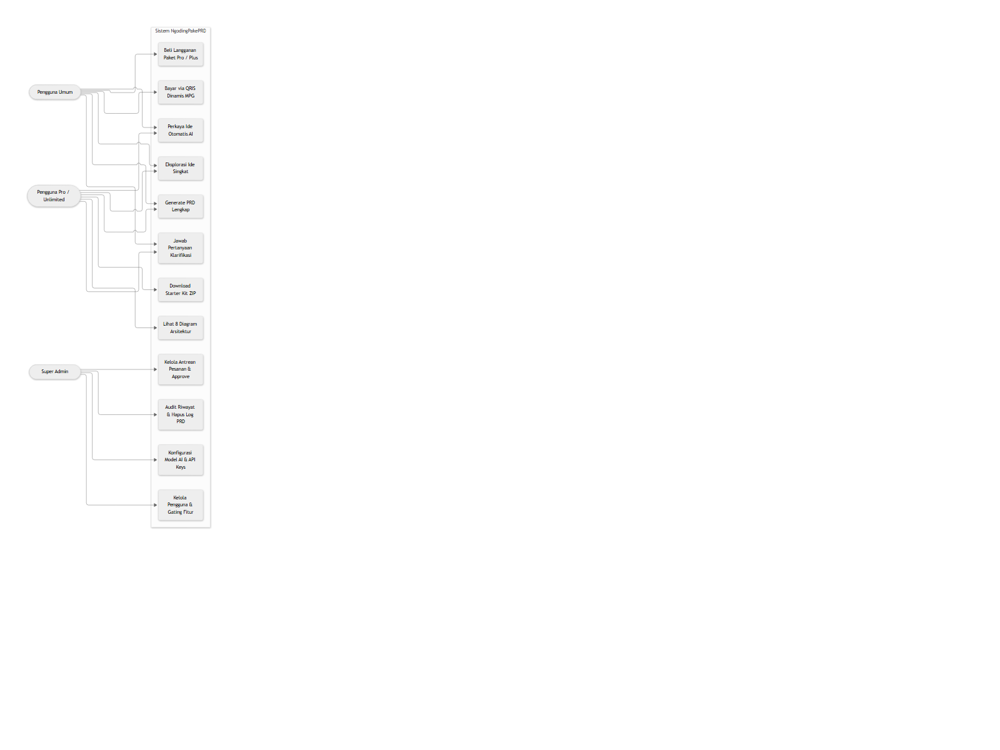 Sistem NgodingPakePRD
Beli Langganan
Paket Pro / Plus
Pengguna Umum
Bayar via QRIS
Dinamis MPG
Perkaya Ide
Otomatis AI
Eksplorasi Ide
Singkat
Pengguna Pro /
Unlimited
Generate PRD
Lengkap
Jawab
Pertanyaan
Klarifikasi
Download
Starter Kit ZIP
Lihat 8 Diagram
Arsitektur
Super Admin
Kelola Antrean
Pesanan &
Approve
Audit Riwayat
& Hapus Log
PRD
Konfigurasi
Model AI & API
Keys
Kelola
Pengguna &
Gating Fitur